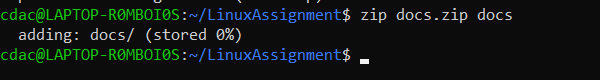 cdac@LAPTOP-R0MBOI0S:~/LinuxAssignment$ zip docs.zip docs
  adding: docs/ (stored 0%)
cdac@LAPTOP-R0MBOI0S:~/LinuxAssignment$